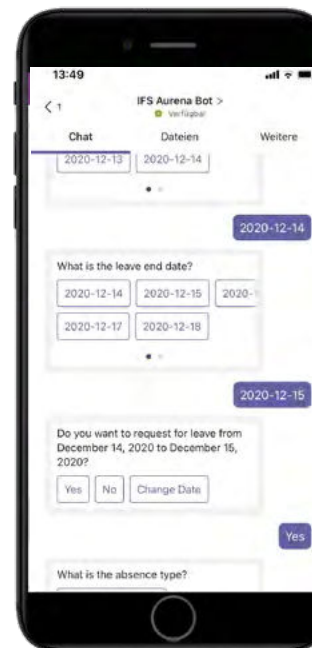 13:49
1
IFS Aurena Bot >
Verfügbar
Chat Dateien Weitere
2020-12-13 2020-12-14
2020-12-14
What is the leave end date?
2020-12-14 2020-12-15 2020-
2020-12-17 2020-12-18
2020-12-15
Do you want to request for leave from
December 14, 2020 to December 15,
2020?
Yes No Change Date
Yes
What is the absence type?